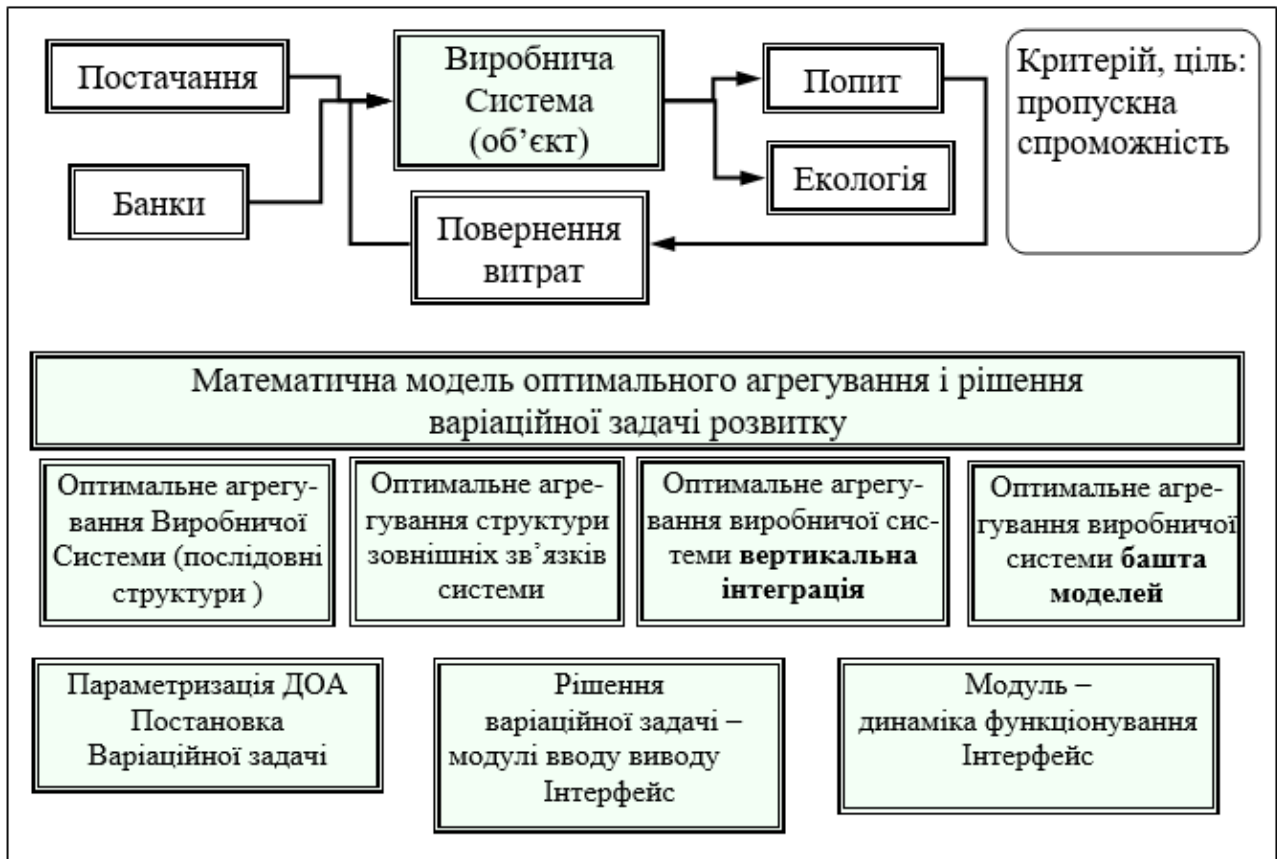 Постачання
Виробнича
Система
(об’єкт)
Попит
Критерій, ціль:
пропускна
спроможність
Банки
Екологія
Повернення
витрат
Математична модель оптимального агрегування і рішення
варіаційної задачі розвитку
Оптимальне агрегу-
вання Виробничої
Системи (послідовні
структури )
Оптимальне агре-
гування структури
зовнішніх зв’язків
системи
Оптимальне агрегу-
вання виробничої сис-
теми вертикальна
інтеграція
Оптимальне агре-
гування виробничої
системи башта
моделей
Параметризація ДОА
Постановка
Варіаційної задачі
Рішення
варіаційної задачі –
модулі вводу виводу
Інтерфейс
Модуль –
динаміка функціонування
Інтерфейс